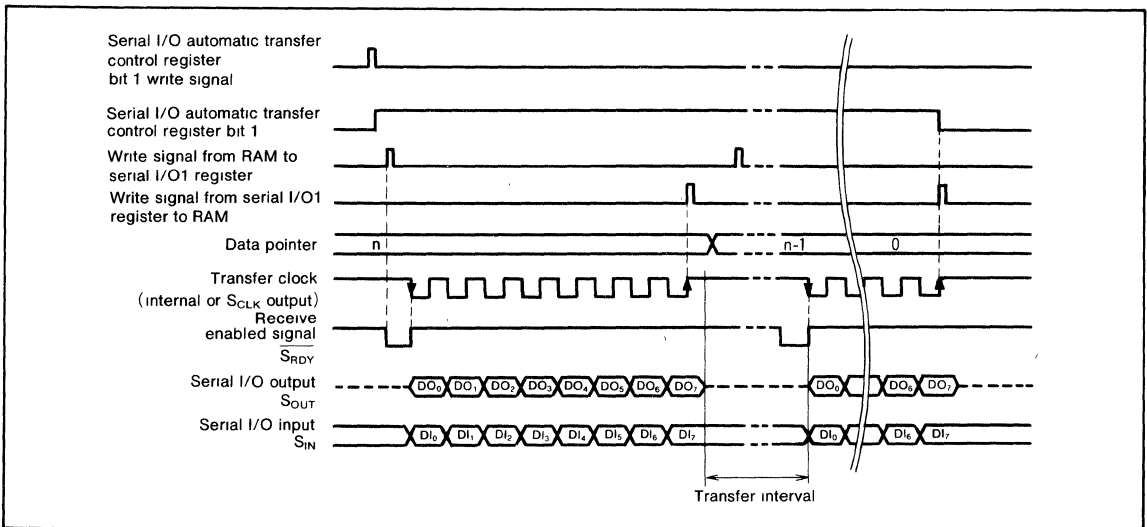 Serial I/O automatic transfer
control register
bit 1 write signal
Serial I/O automatic transfer
control register bit 1
Write signal from RAM to
serial I/O1 register
Write signal from serial I/O1
register to RAM
Data pointer
n
n-1
0
Transfer clock
(internal or SCLK output)
Receive
enabled signal
SRDY
Serial I/O output
SOUT
DO0 DO1 DO2 DO3 DO4 DO5 DO6 DO7 DO0 DO6 DO7
Serial I/O input
SIN
DI0 DI1 DI2 DI3 DI4 DI5 DI6 DI7 DI0 DI6 DI7
Transfer interval